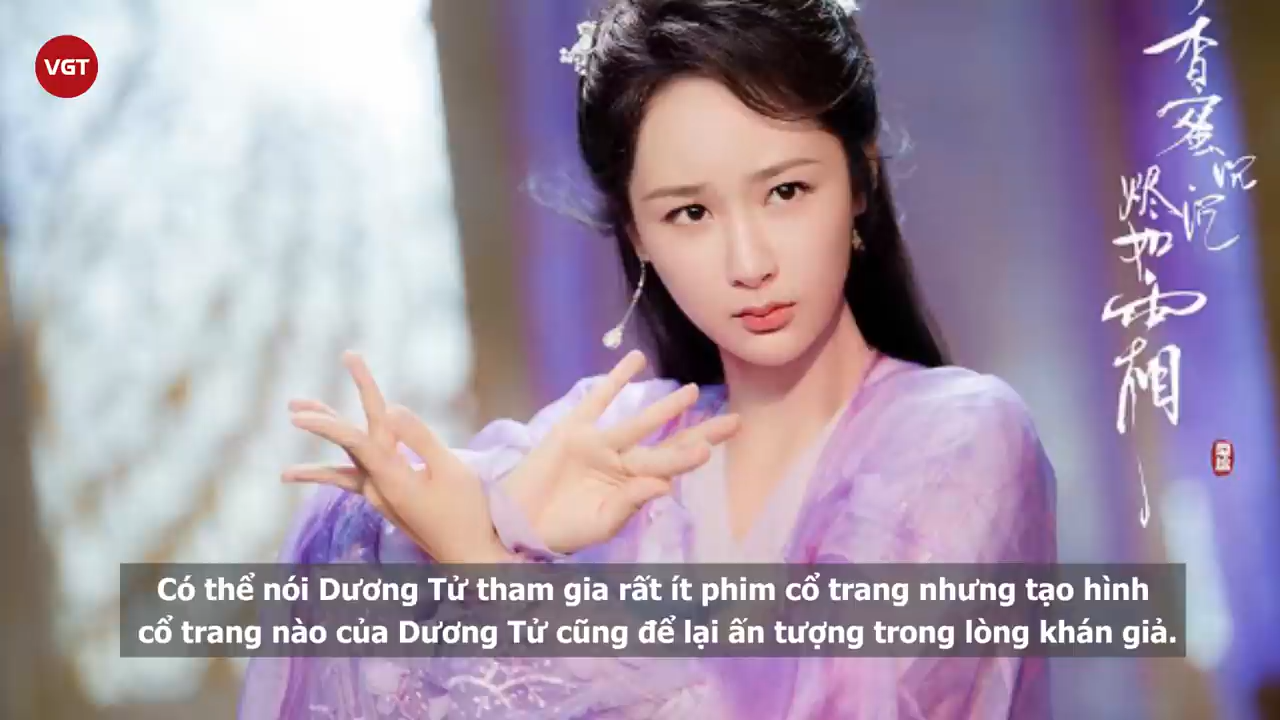 VGT
香蜜沉沉
烬如霜
Có thể nói Dương Tử tham gia rất ít phim cổ trang nhưng tạo hình
cổ trang nào của Dương Tử cũng để lại ấn tượng trong lòng khán giả.